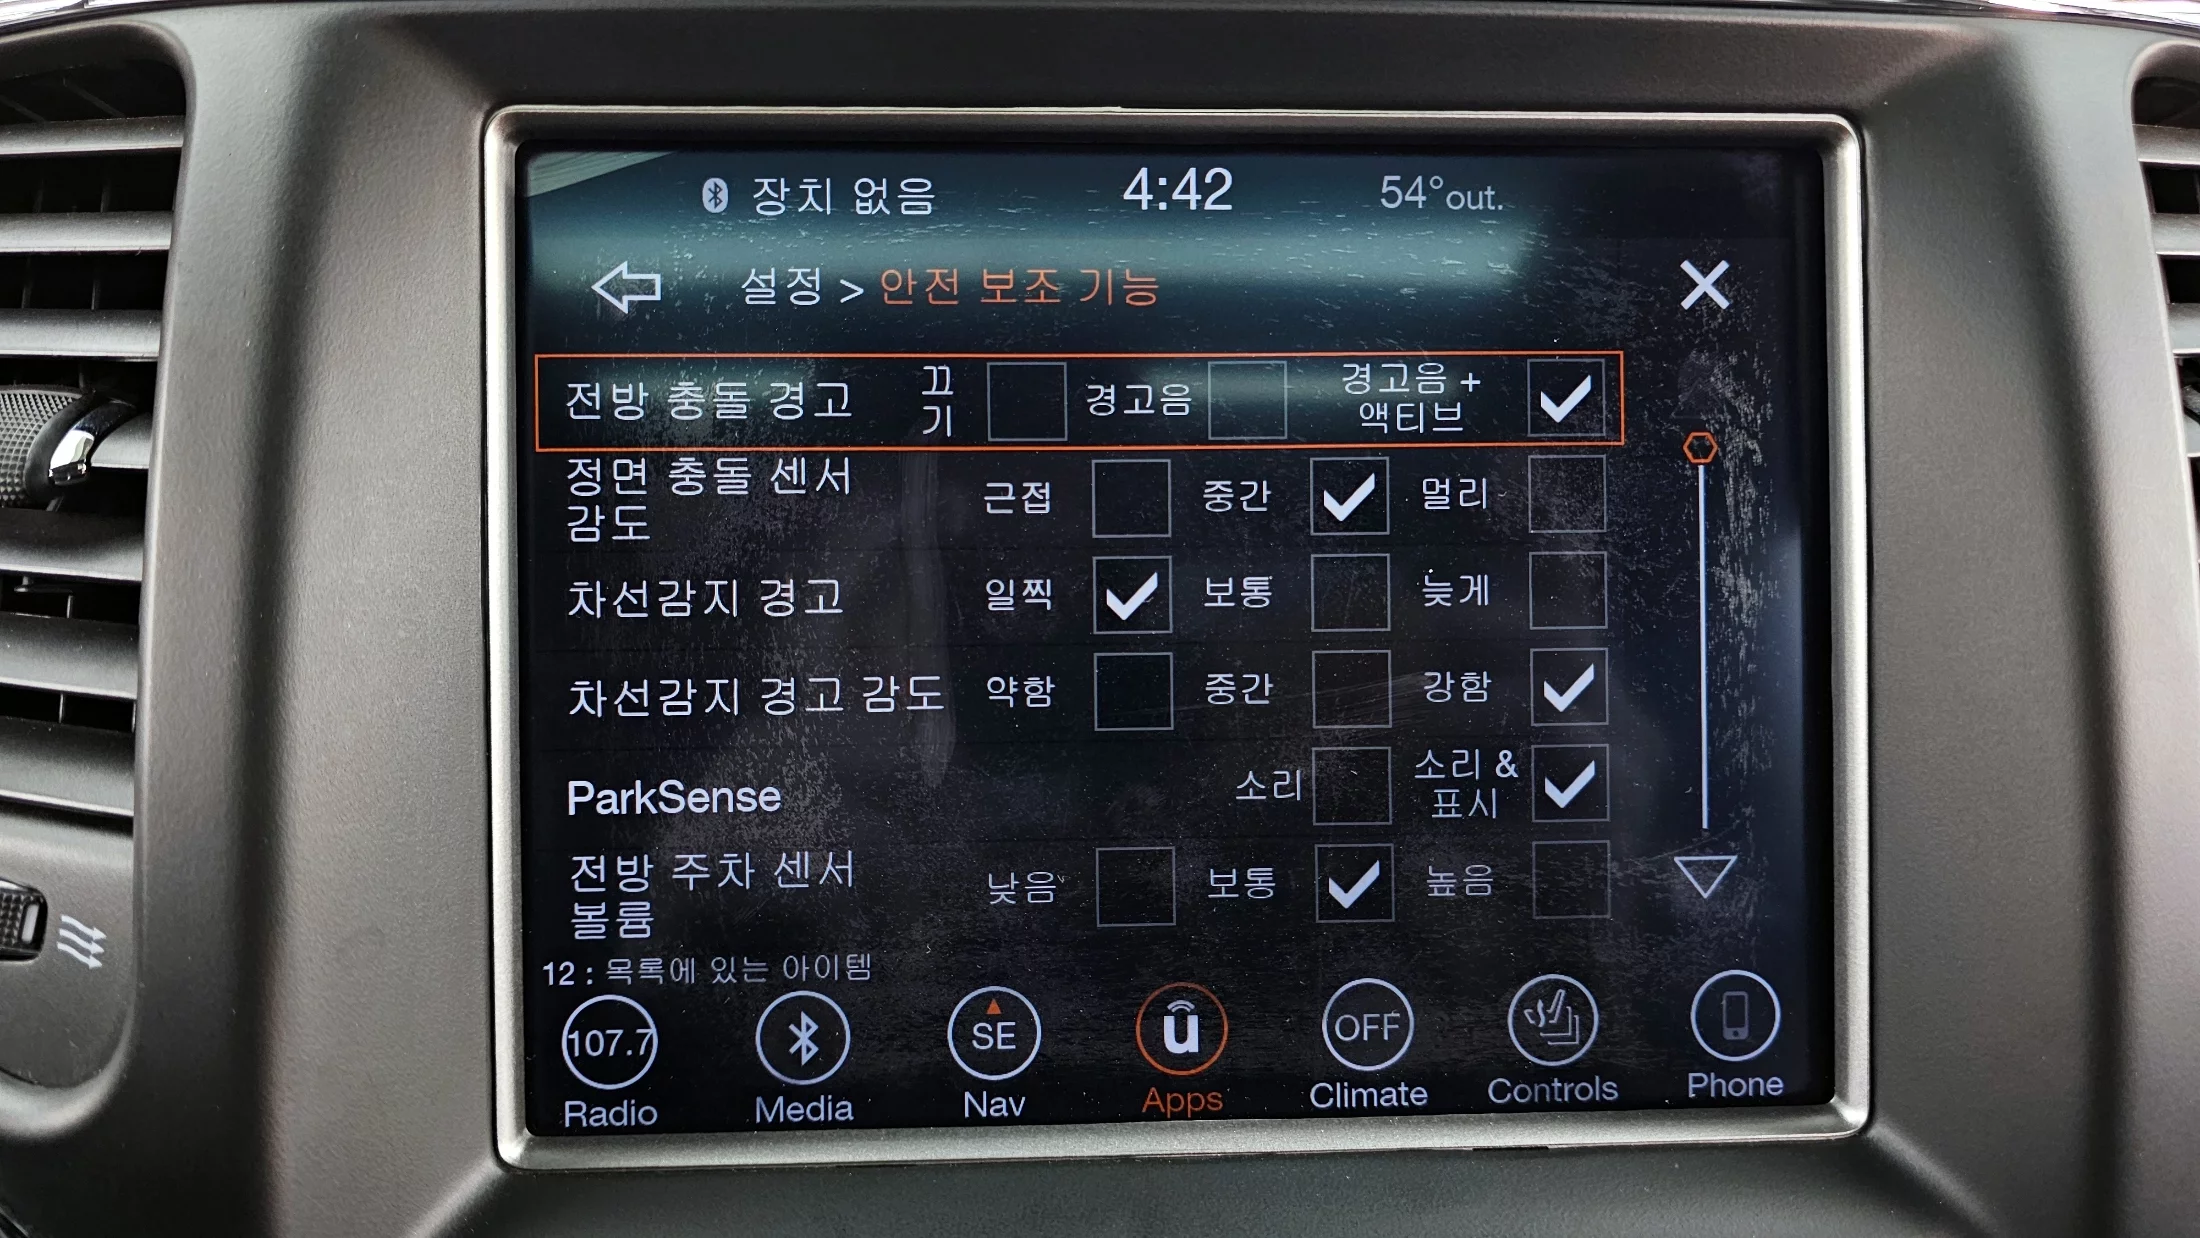 장치 없음 4:42 54°out.
설정 > 안전 보조 기능
전방 충돌 경고 끄기 경고음 경고음 + 액티브
정면 충돌 센서 감도 근접 중간 멀리
차선감지 경고 일찍 보통 늦게
차선감지 경고 감도 약함 중간 강함
ParkSense 소리 소리 & 표시
전방 주차 센서 볼륨 낮음 보통 높음
12 : 목록에 있는 아이템
107.7 SE u OFF
Radio Media Nav Apps Climate Controls Phone